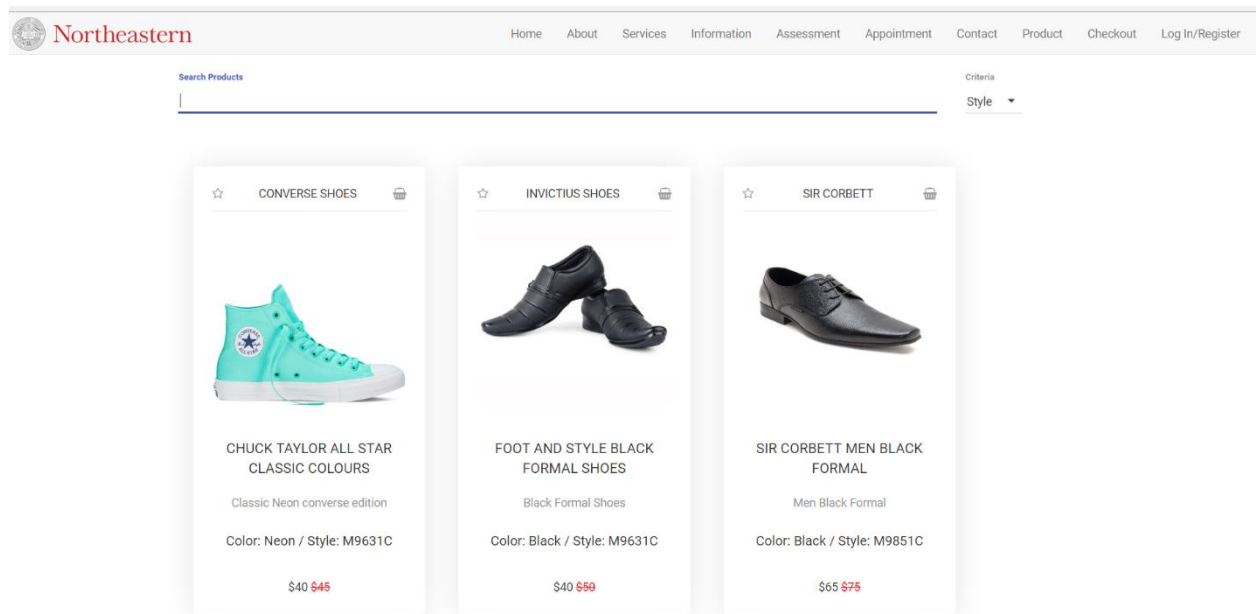 Northeastern
Home About Services Information Assessment Appointment Contact Product Checkout Log In/Register
Search Products
Criteria
Style
CONVERSE SHOES
INVICTIUS SHOES
SIR CORBETT
CONVERSE
ALL STAR
CHUCK TAYLOR ALL STAR
CLASSIC COLOURS
Classic Neon converse edition
Color: Neon / Style: M9631C
$40 $45
FOOT AND STYLE BLACK
FORMAL SHOES
Black Formal Shoes
Color: Black / Style: M9631C
$40 $50
SIR CORBETT MEN BLACK
FORMAL
Men Black Formal
Color: Black / Style: M9851C
$65 $75